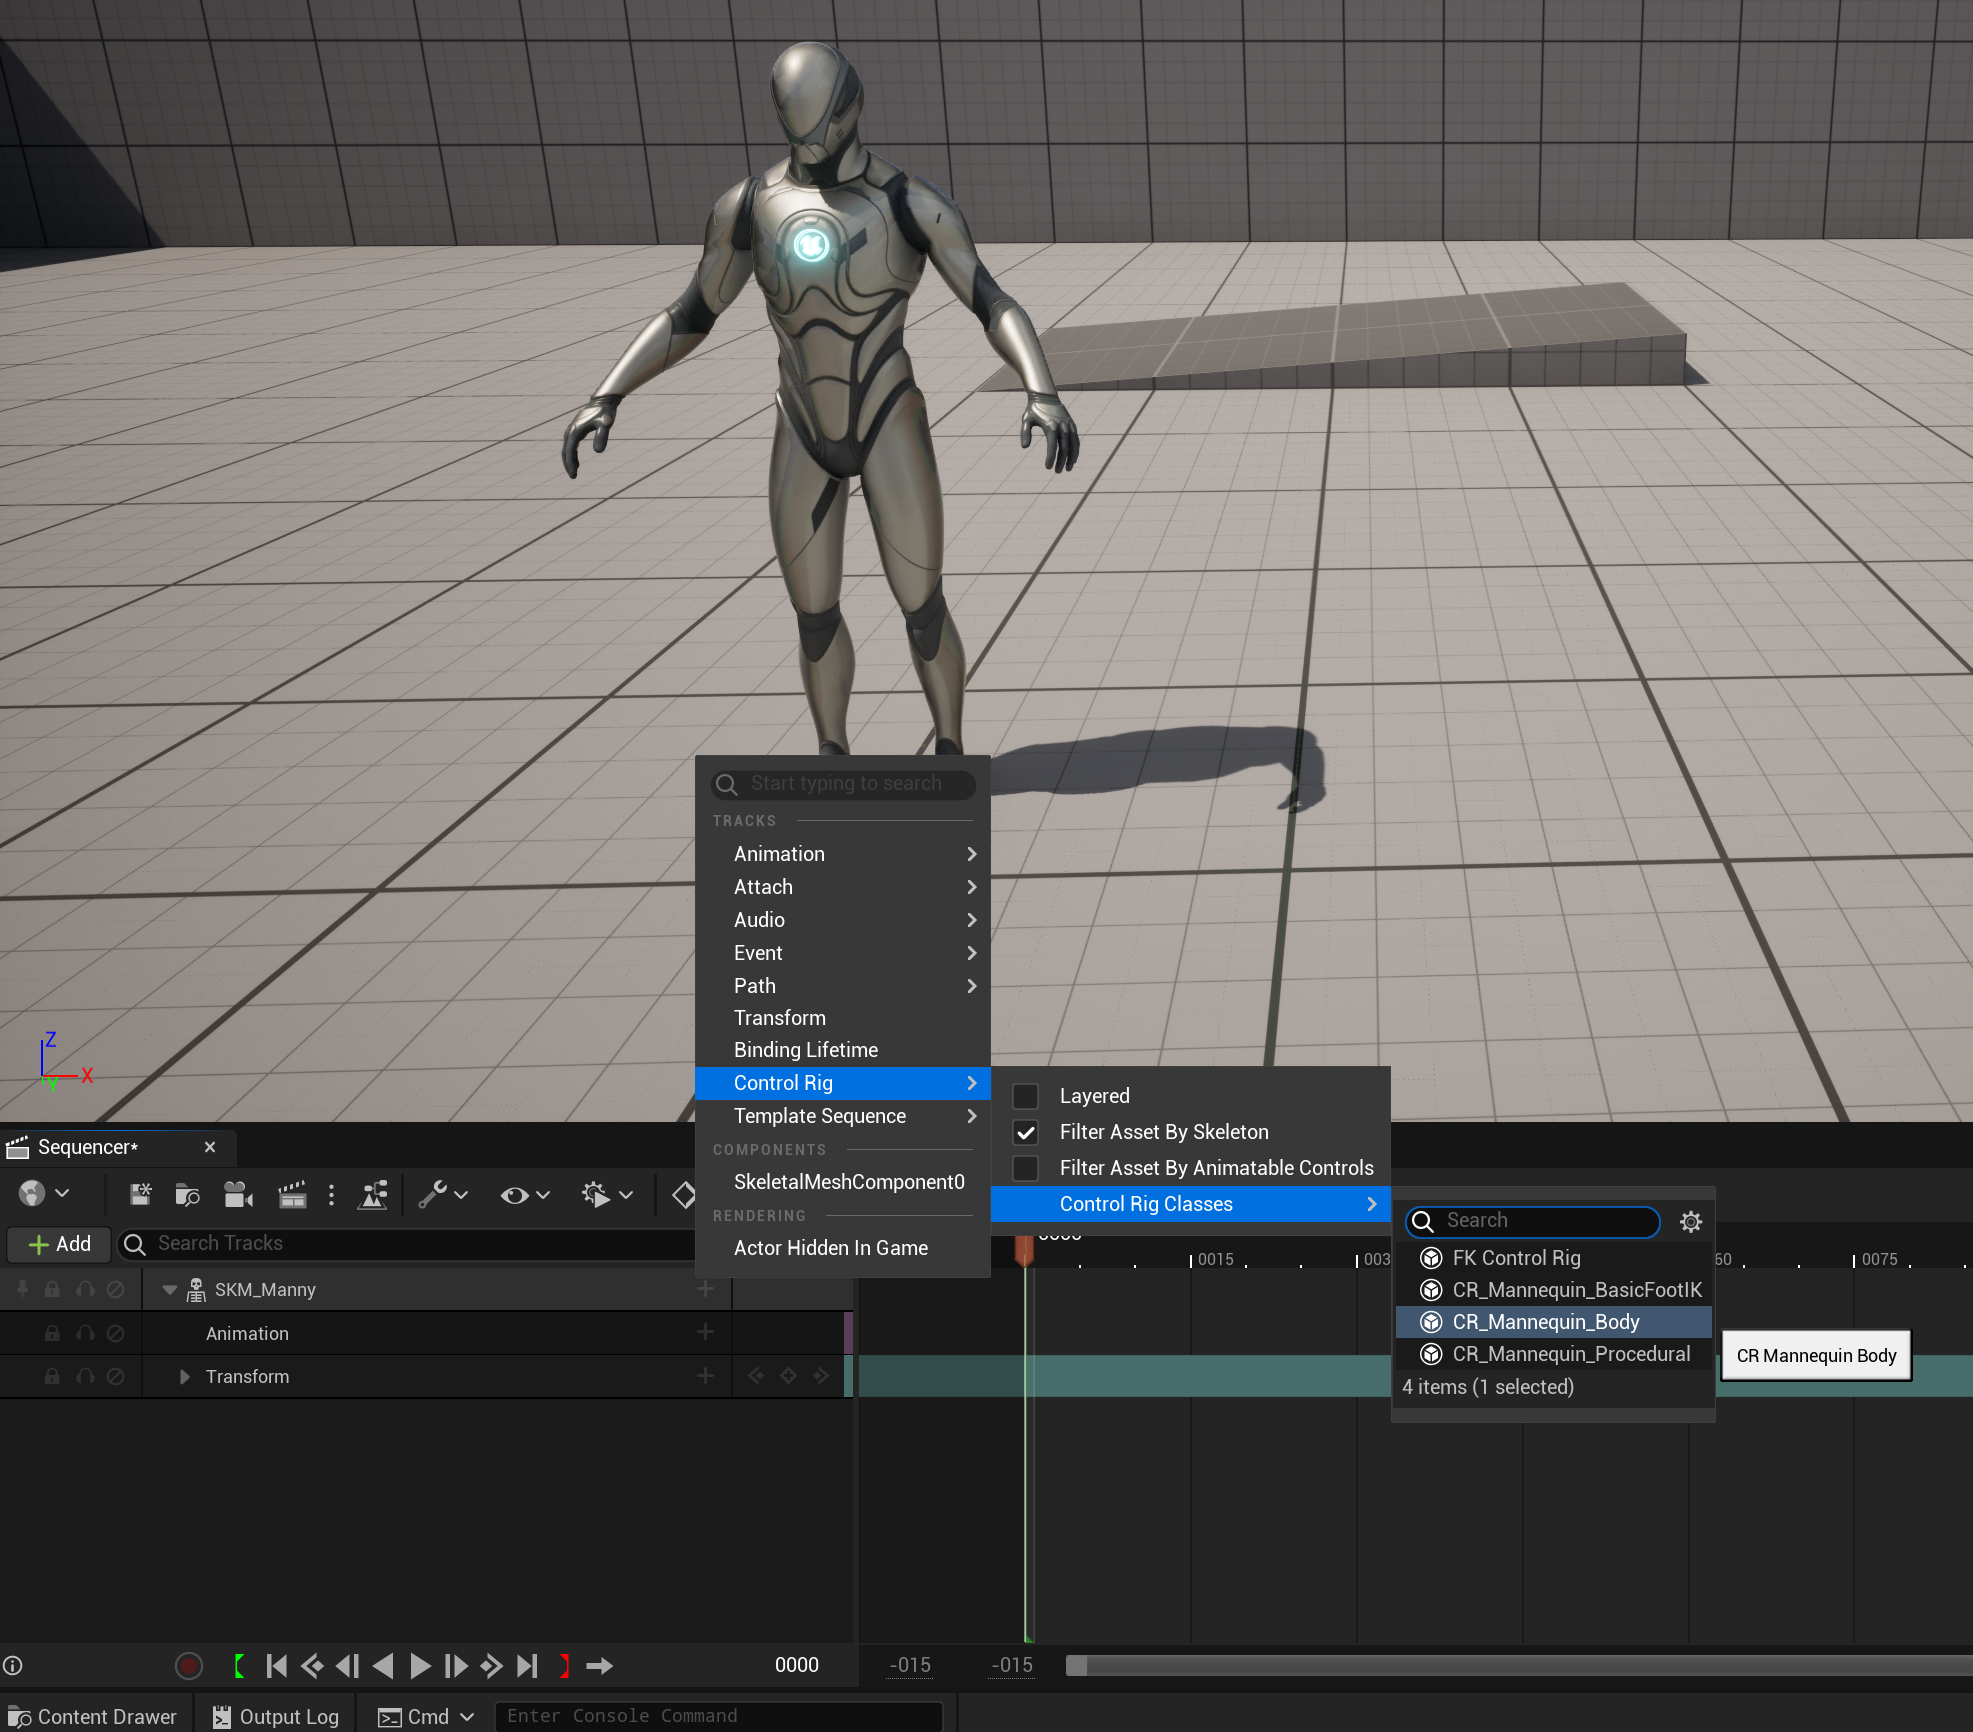 Start typing to search
TRACKS
Animation
Attach
Audio
Event
Path
Transform
Binding Lifetime
Control Rig
Template Sequence
COMPONENTS
SkeletalMeshComponent0
RENDERING
Actor Hidden In Game
Layered
Filter Asset By Skeleton
Filter Asset By Animatable Controls
Control Rig Classes
Search
FK Control Rig
CR_Mannequin_BasicFootIK
CR_Mannequin_Body
CR_Mannequin_Procedural
4 items (1 selected)
CR Mannequin Body
Z
X
Y
Sequencer*
Add
Search Tracks
0015
0075
SKM_Manny
Animation
Transform
0000
-015
-015
Content Drawer
Output Log
Cmd
Enter Console Command